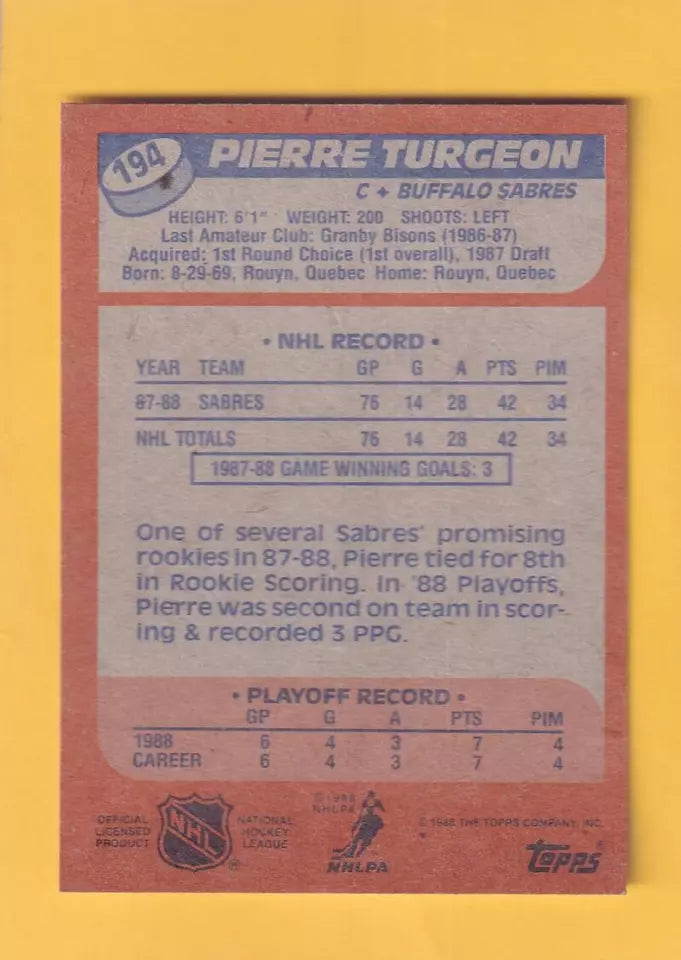 194
PIERRE TURGEON
C + BUFFALO SABRES
HEIGHT: 6'1" WEIGHT: 200 SHOOTS: LEFT
Last Amateur Club: Granby Bisons (1986-87)
Acquired: 1st Round Choice (1st overall), 1987 Draft
Born: 8-29-69, Rouyn, Quebec Home: Rouyn, Quebec
• NHL RECORD •
YEAR TEAM GP G A PTS PIM
87-88 SABRES 76 14 28 42 34
NHL TOTALS 76 14 28 42 34
1987-88 GAME WINNING GOALS: 3
One of several Sabres' promising
rookies in 87-88, Pierre tied for 8th
in Rookie Scoring. In '88 Playoffs,
Pierre was second on team in scor-
ing & recorded 3 PPG.
• PLAYOFF RECORD •
GP G A PTS PIM
1988 6 4 3 7 4
CAREER 6 4 3 7 4
OFFICIAL
LICENSED
PRODUCT
NHL
®
NATIONAL
HOCKEY
LEAGUE
© 1988
NHLPA
NHLPA
© 1988 THE TOPPS COMPANY, INC.
*
TOPPS®